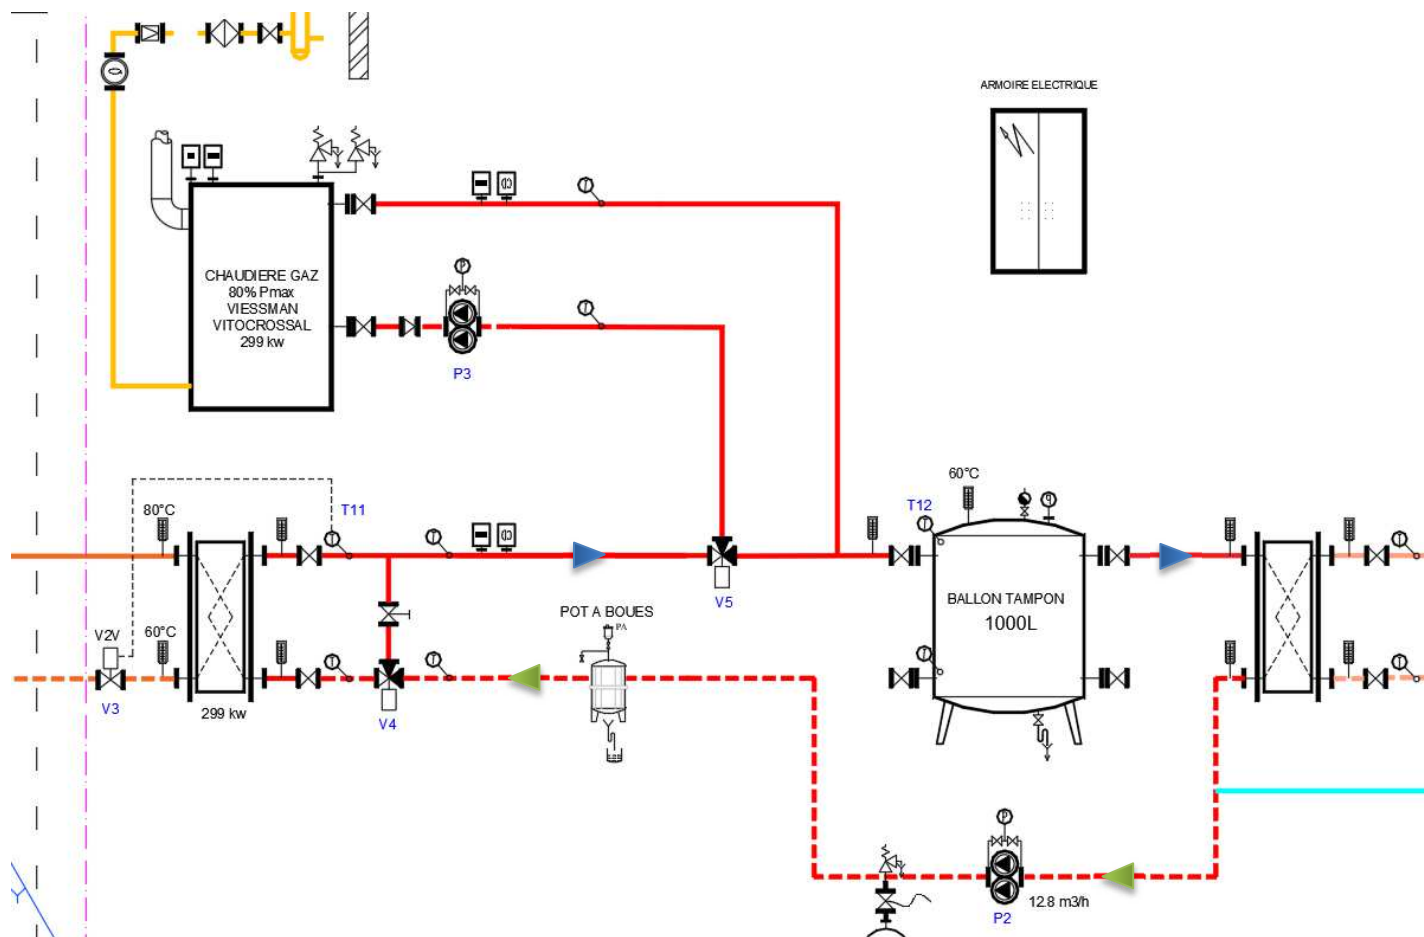 ARMOIRE ELECTRIQUE
P
CHAUDIERE GAZ
80% Pmax
VIESSMAN
VITOCROSSAL
299 kw
T
T
P3
T11
80°C
T
T
V5
60°C
T12
T
BALLON TAMPON
1000L
T
POT A BOUES
PA
V2V
60°C
T
T
T
T
V3
299 kw
V4
P
12.8 m3/h
P2